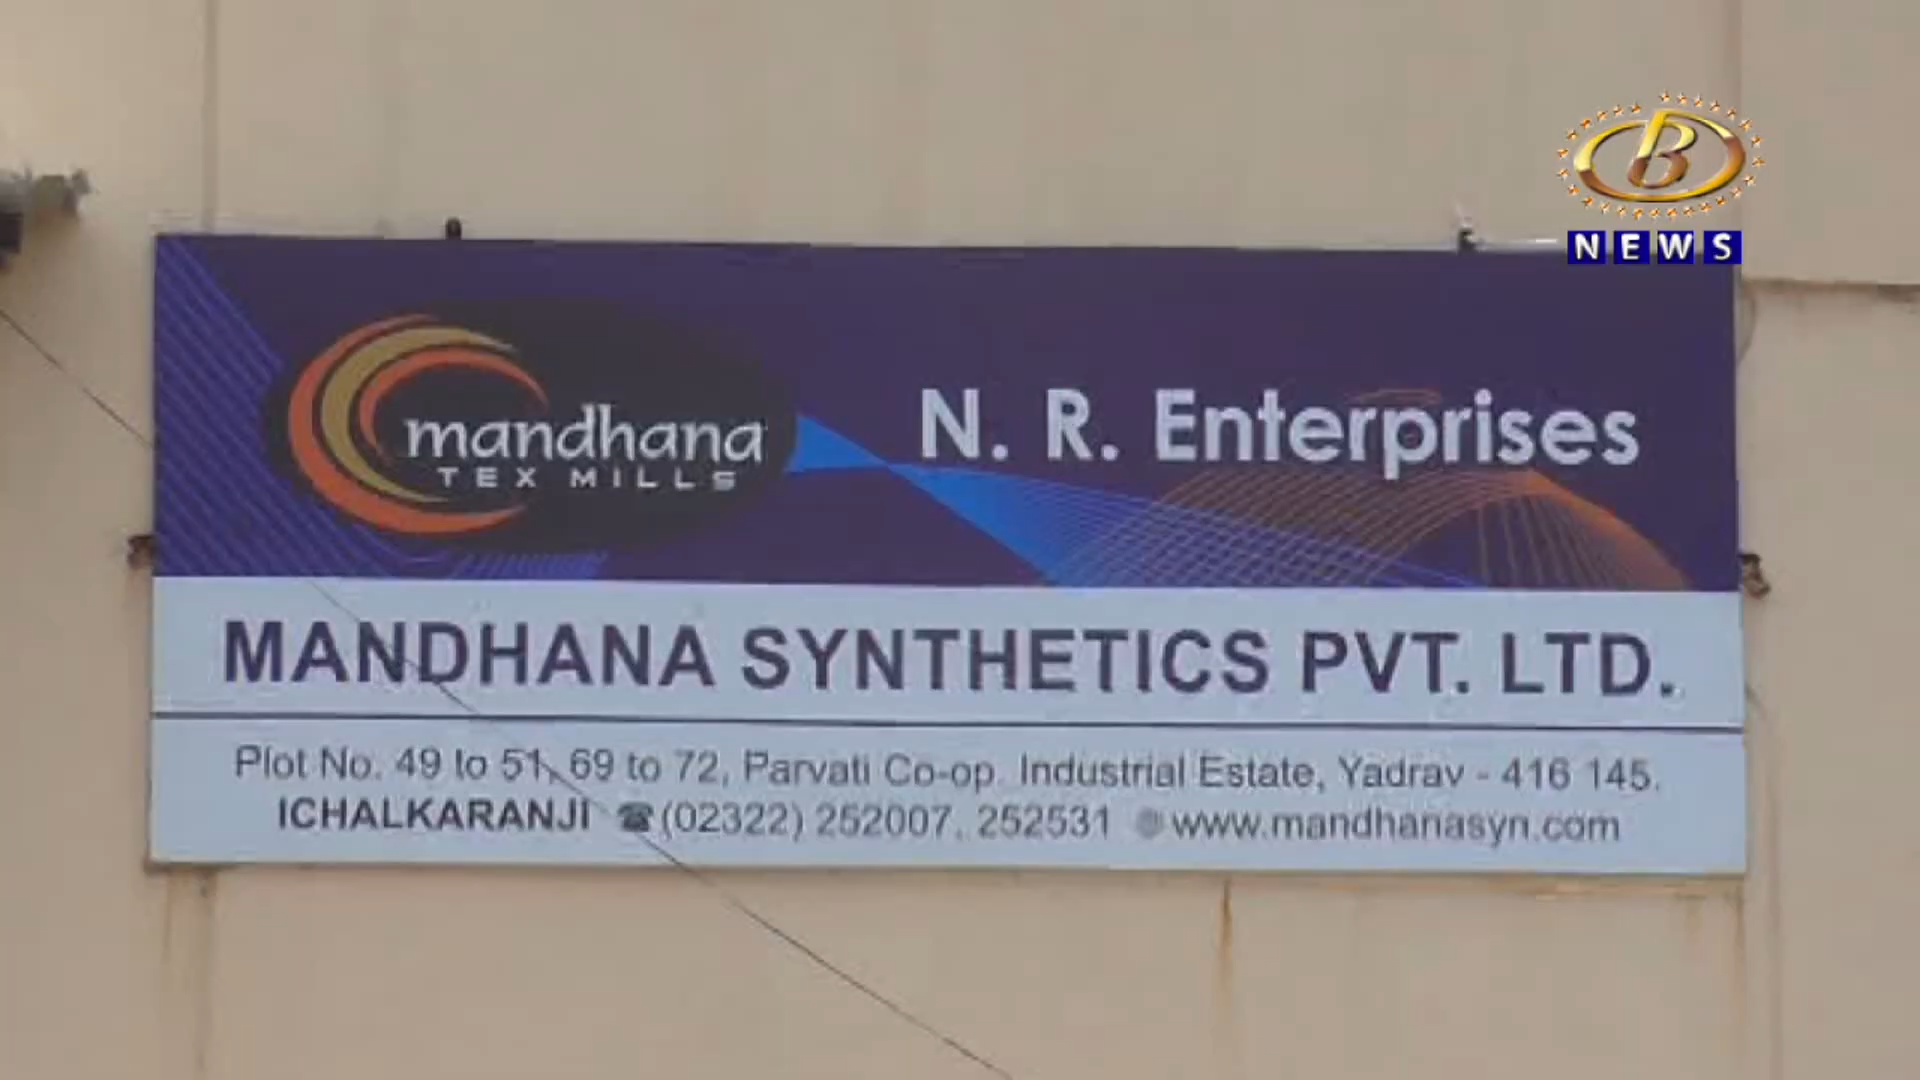 B
NEWS
mandhana
TEX MILLS
N. R. Enterprises
MANDHANA SYNTHETICS PVT. LTD.
Plot No. 49 to 51, 69 to 72, Parvati Co-op. Industrial Estate, Yadrav - 416 145.
ICHALKARANJI ☎ (02322) 252007, 252531 www.mandhanasyn.com